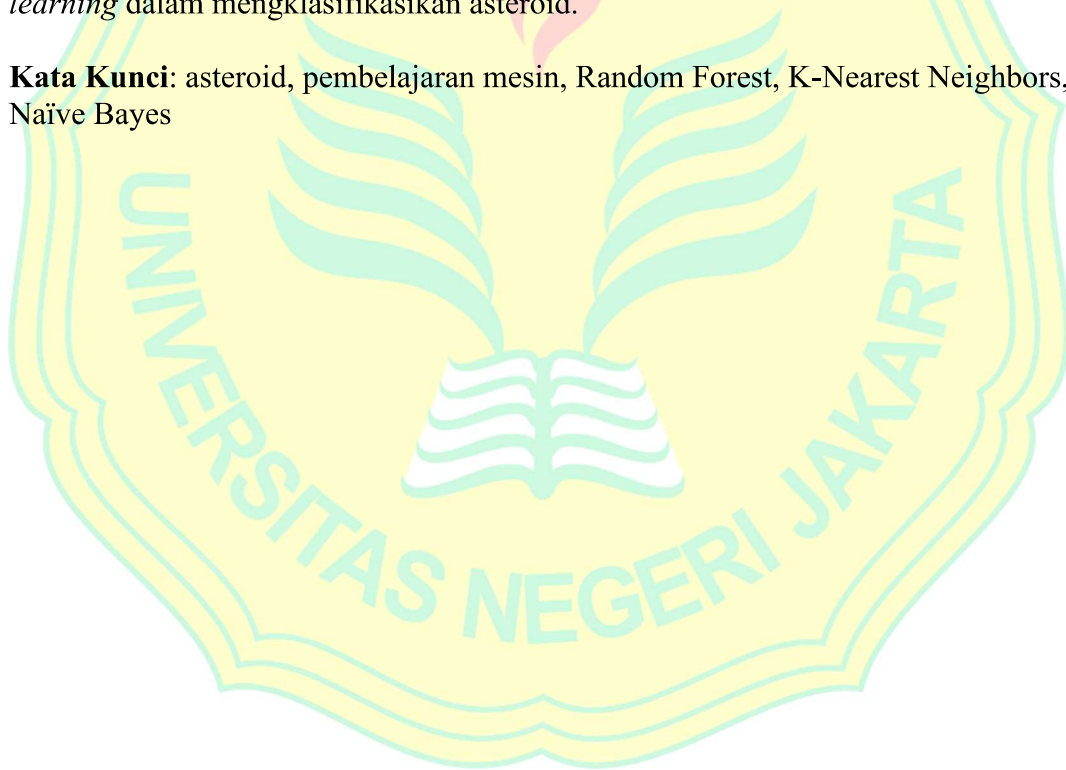 learning dalam mengklasifikasikan asteroid.
Kata Kunci: asteroid, pembelajaran mesin, Random Forest, K-Nearest Neighbors,
Naïve Bayes
UNIVERSITAS NEGERI JAKARTA